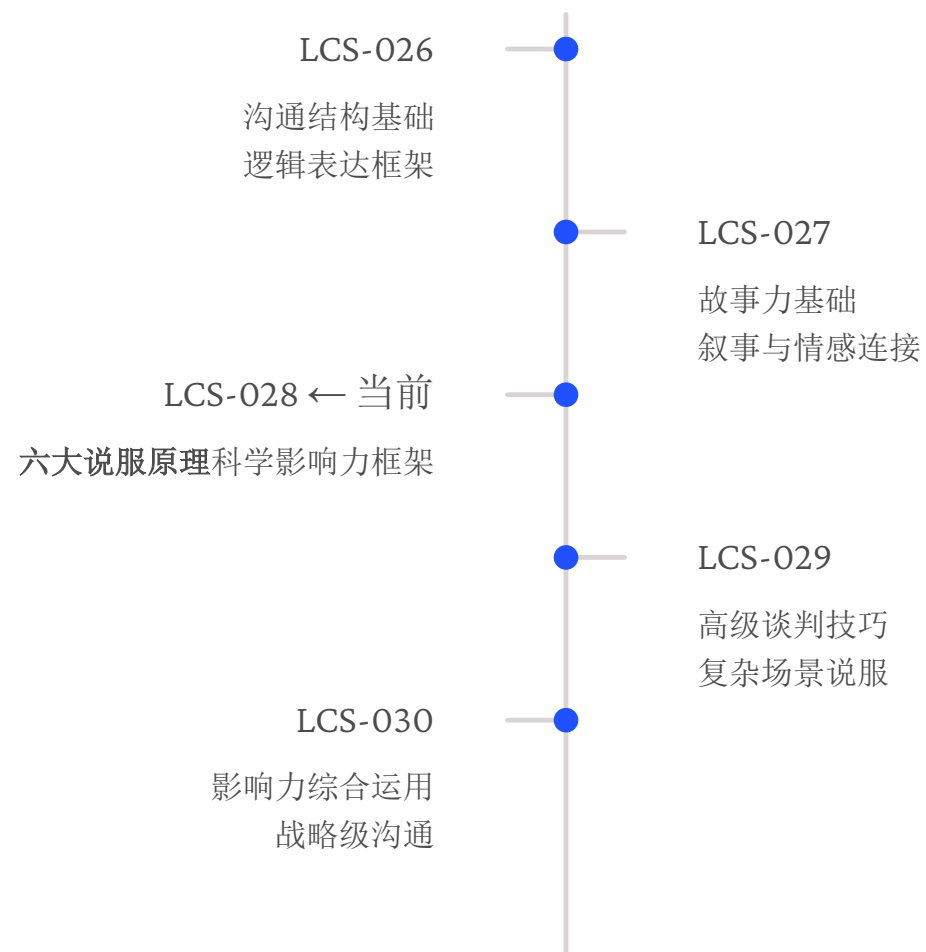 LCS-026
沟通结构基础
逻辑表达框架
LCS-027
故事力基础
叙事与情感连接
LCS-028 ← 当前
六大说服原理科学影响力框架
LCS-029
高级谈判技巧
复杂场景说服
LCS-030
影响力综合运用
战略级沟通